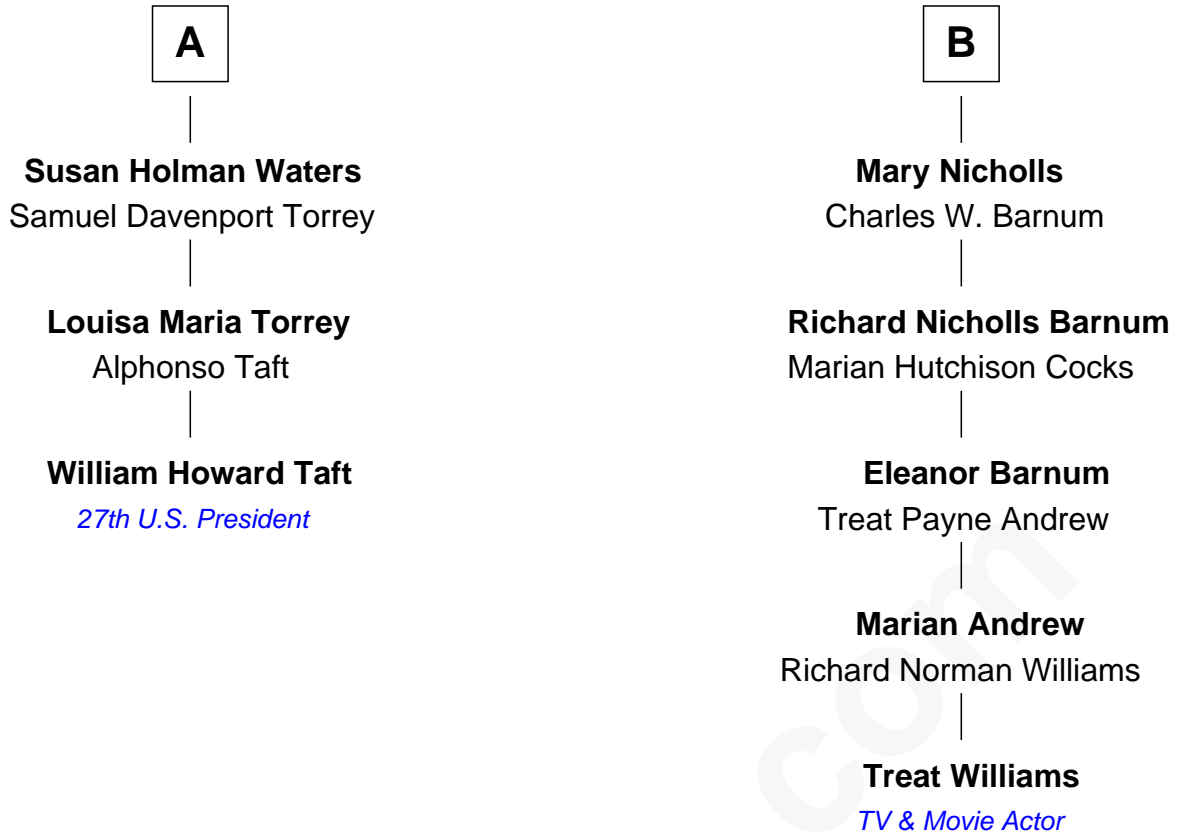 A
Susan Holman Waters
Samuel Davenport Torrey
Louisa Maria Torrey
Alphonso Taft
William Howard Taft
27th U.S. President
B
Mary Nicholls
Charles W. Barnum
Richard Nicholls Barnum
Marian Hutchison Cocks
Eleanor Barnum
Treat Payne Andrew
Marian Andrew
Richard Norman Williams
Treat Williams
TV & Movie Actor
com